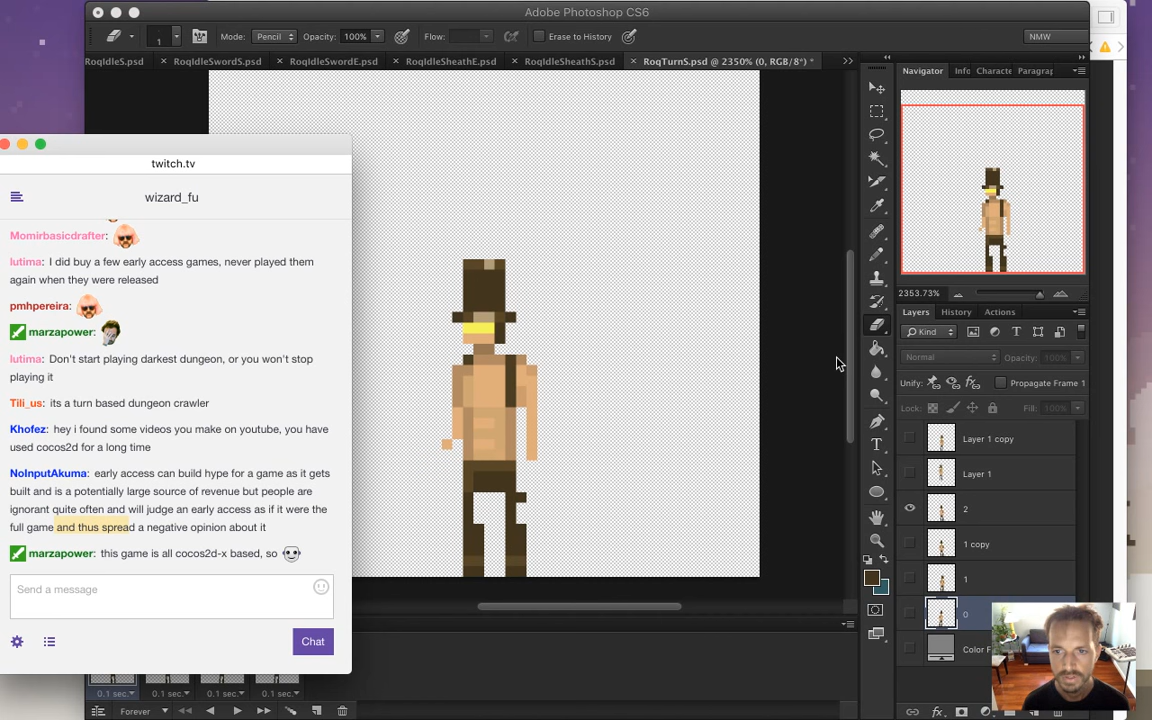 Adobe Photoshop CS6
1
Mode: Pencil
Opacity: 100%
Flow:
Erase to History
NMW
RoqIdleS.psd
× RoqIdleSwordS.psd
× RoqIdleSwordE.psd
× RoqIdleSheathE.psd
× RoqIdleSheathS.psd
× RoqTurnS.psd @ 2350% (0, RGB/8*) *
Navigator
Info
Characte
Paragrap
2353.73%
Layers
History
Actions
Kind
Normal
Opacity: 100%
Unify:
Propagate Frame 1
Lock:
Fill: 100%
Layer 1 copy
Layer 1
2
1 copy
1
0
Color F
twitch.tv
wizard_fu
Momirbasicdrafter:
lutima: I did buy a few early access games, never played them
again when they were released
pmhpereira:
marzapower:
lutima: Don't start playing darkest dungeon, or you won't stop
playing it
Tili_us: its a turn based dungeon crawler
Khofez: hey i found some videos you make on youtube, you have
used cocos2d for a long time
NoInputAkuma: early access can build hype for a game as it gets
built and is a potentially large source of revenue but people are
ignorant quite often and will judge an early access as if it were the
full game and thus spread a negative opinion about it
marzapower: this game is all cocos2d-x based, so
Send a message
Chat
0.1 sec.
0.1 sec.
0.1 sec.
0.1 sec.
Forever